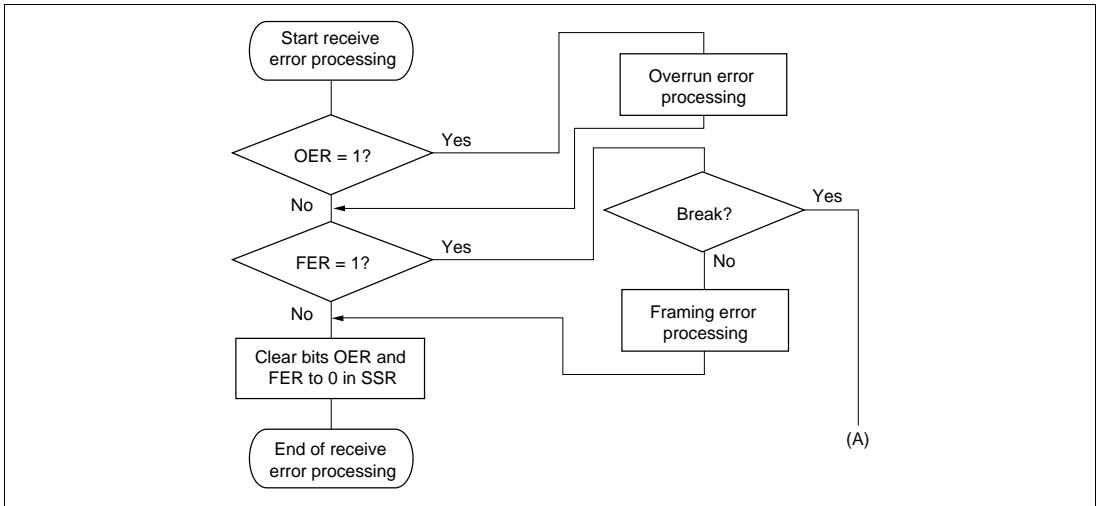 Start receive
error processing
OER = 1?
Yes
No
Overrun error
processing
FER = 1?
Yes
No
Break?
Yes
No
Framing error
processing
Clear bits OER and
FER to 0 in SSR
End of receive
error processing
(A)